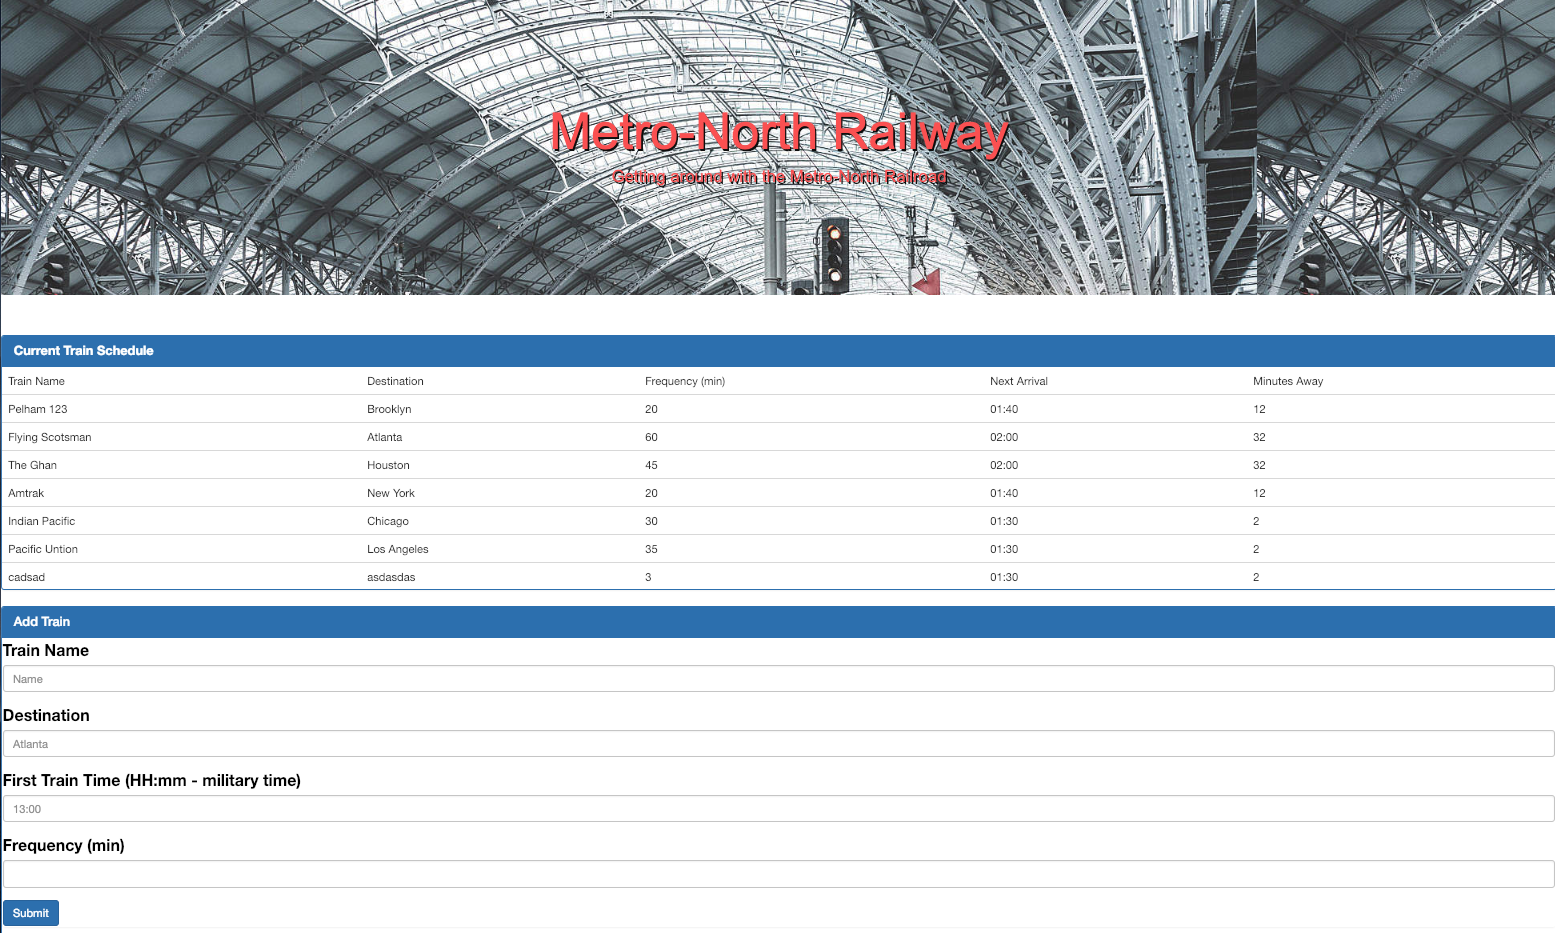 Metro-North Railway
Getting around with the Metro-North Railroad
Current Train Schedule
Train Name Destination Frequency (min) Next Arrival Minutes Away
Pelham 123 Brooklyn 20 01:40 12
Flying Scotsman Atlanta 60 02:00 32
The Ghan Houston 45 02:00 32
Amtrak New York 20 01:40 12
Indian Pacific Chicago 30 01:30 2
Pacific Untion Los Angeles 35 01:30 2
cadsad asdasdas 3 01:30 2
Add Train
Train Name
Name
Destination
Atlanta
First Train Time (HH:mm - military time)
13:00
Frequency (min)
Submit